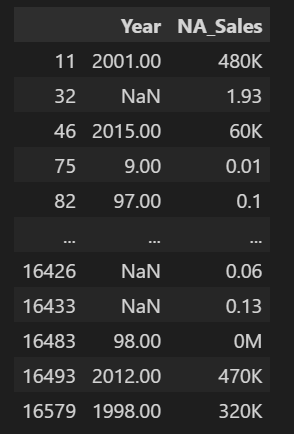 Year NA_Sales
11 2001.00 480K
32 NaN 1.93
46 2015.00 60K
75 9.00 0.01
82 97.00 0.1
... ... ...
16426 NaN 0.06
16433 NaN 0.13
16483 98.00 0M
16493 2012.00 470K
16579 1998.00 320K